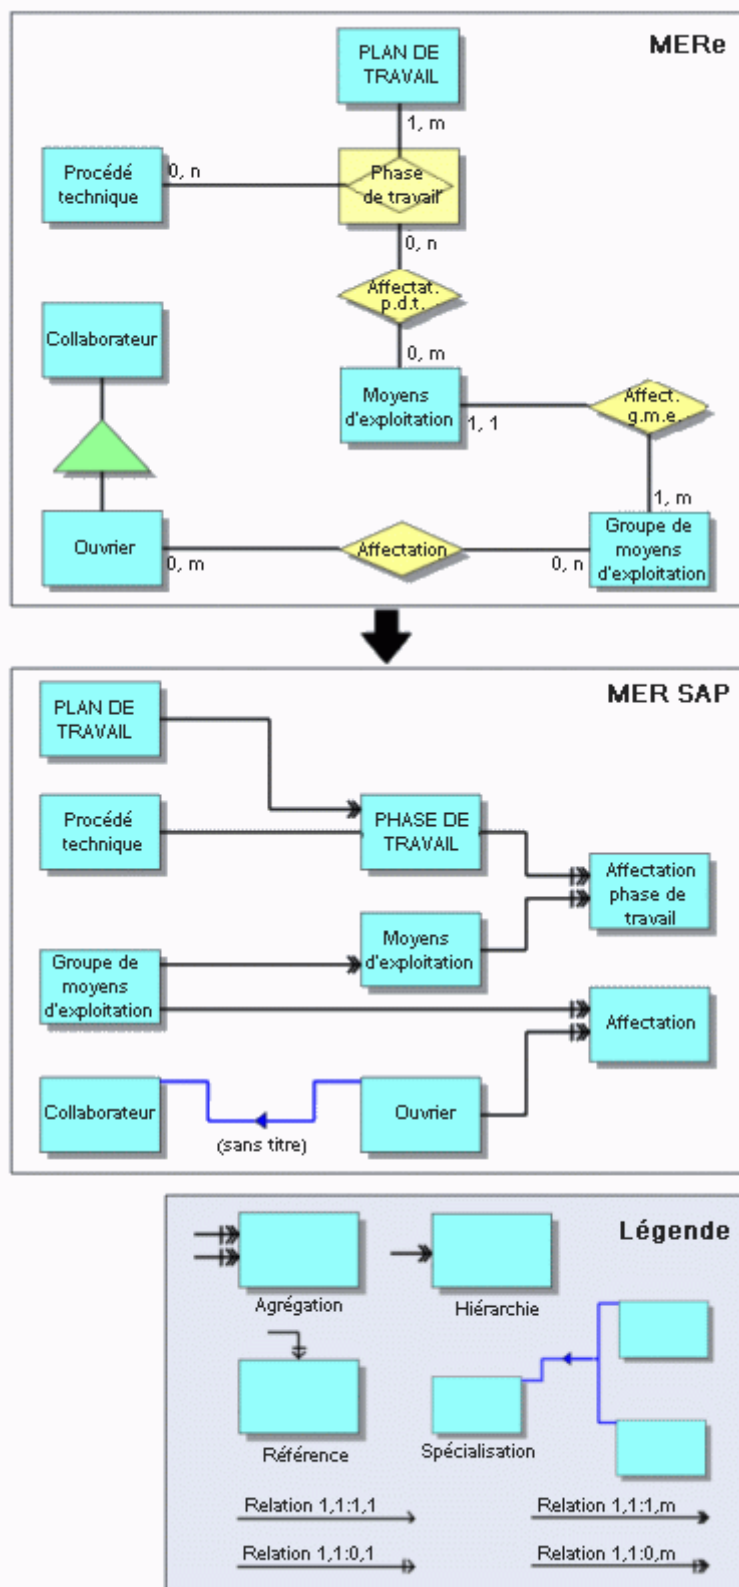 MERe
PLAN DE
TRAVAIL
1, m
Procédé
technique
0, n
Phase
de travail
0, n
Affectat.
p.d.t.
Collaborateur
0, m
Moyens
d'exploitation
1, 1
Affect.
g.m.e.
1, m
Ouvrier
0, m
Affectation
0, n
Groupe de
moyens
d'exploitation
MER SAP
PLAN DE
TRAVAIL
Procédé
technique
PHASE DE
TRAVAIL
Affectation
phase de
travail
Groupe de
moyens
d'exploitation
Moyens
d'exploitation
Affectation
Collaborateur
(sans titre)
Ouvrier
Légende
Agrégation
Hiérarchie
Référence
Spécialisation
Relation 1,1:1,1
Relation 1,1:1,m
Relation 1,1:0,1
Relation 1,1:0,m